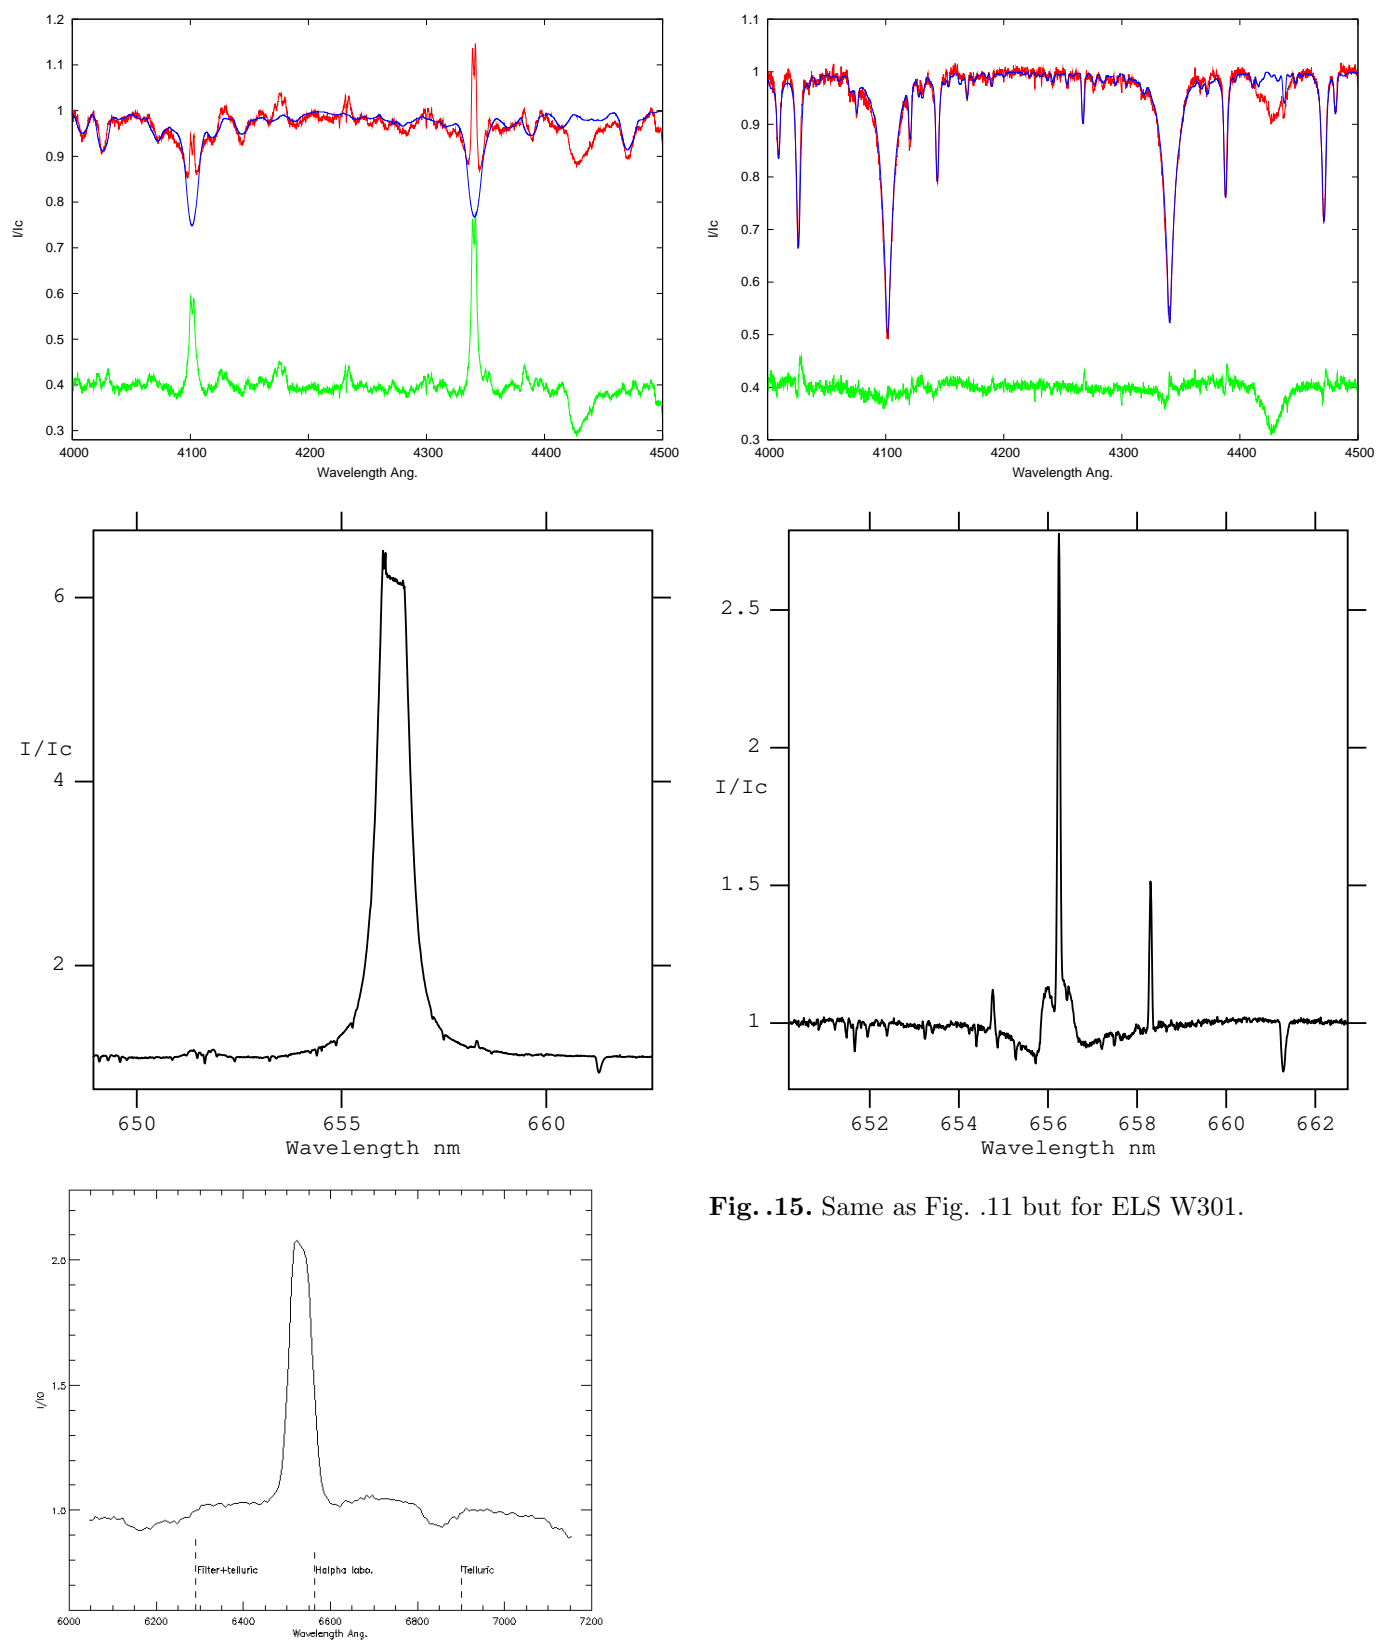 1.2
1.1
1
0.9
0.8
0.7
0.6
0.5
0.4
0.3
I/Ic
4000 4100 4200 4300 4400 4500
Wavelength Ang.
1.1
1
0.9
0.8
0.7
0.6
0.5
0.4
0.3
I/Ic
4000 4100 4200 4300 4400 4500
Wavelength Ang.
6
I/Ic
4
2
650 655 660
Wavelength nm
2.5
2
I/Ic
1.5
1
652 654 656 658 660 662
Wavelength nm
Fig. .15. Same as Fig. .11 but for ELS W301.
2.0
1.5
I/I0
1.0
Filter+telluric
Halpha labo.
Telluric
6000 6200 6400 6600 6800 7000 7200
Wavelength Ang.